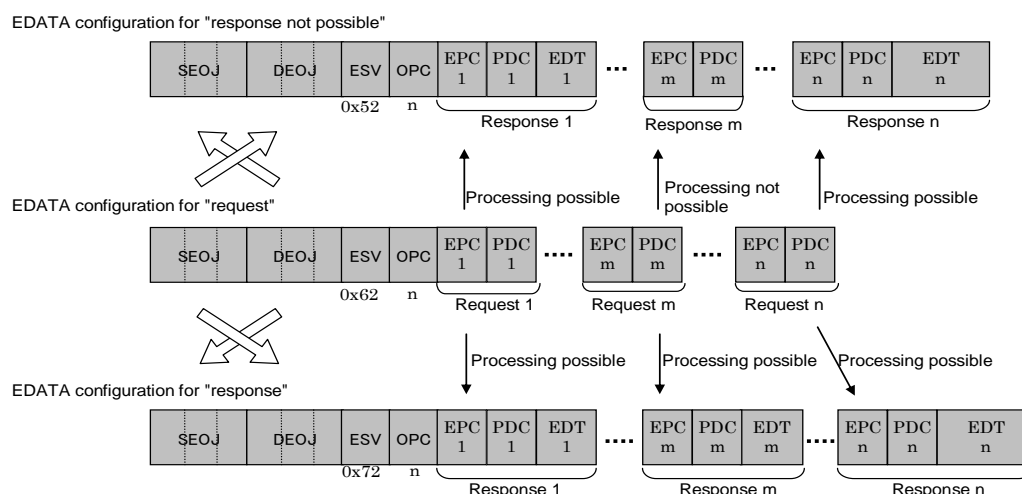 EDATA configuration for "response not possible"
SEOJ DEOJ ESV OPC EPC 1 PDC 1 EDT 1 ... EPC m PDC m ... EPC n PDC n EDT n
0x52 n
Response 1 Response m Response n
Processing possible Processing not possible Processing possible
EDATA configuration for "request"
SEOJ DEOJ ESV OPC EPC 1 PDC 1 .... EPC m PDC m .... EPC n PDC n
0x62 n
Request 1 Request m Request n
Processing possible Processing possible Processing possible
EDATA configuration for "response"
SEOJ DEOJ ESV OPC EPC 1 PDC 1 EDT 1 .... EPC m PDC m EDT m .... EPC n PDC n EDT n
0x72 n
Response 1 Response m Response n